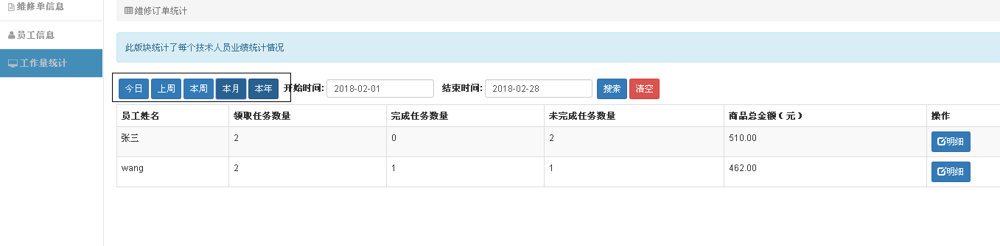 维修单信息
员工信息
工作量统计
维修订单统计
此版块统计了每个技术人员业绩统计情况
今日 上周 本周 本月 本年 开始时间: 2018-02-01 结束时间: 2018-02-28 搜索 清空
员工姓名 领取任务数量 完成任务数量 未完成任务数量 商品总金额（元） 操作
张三 2 0 2 510.00 明细
wang 2 1 1 462.00 明细